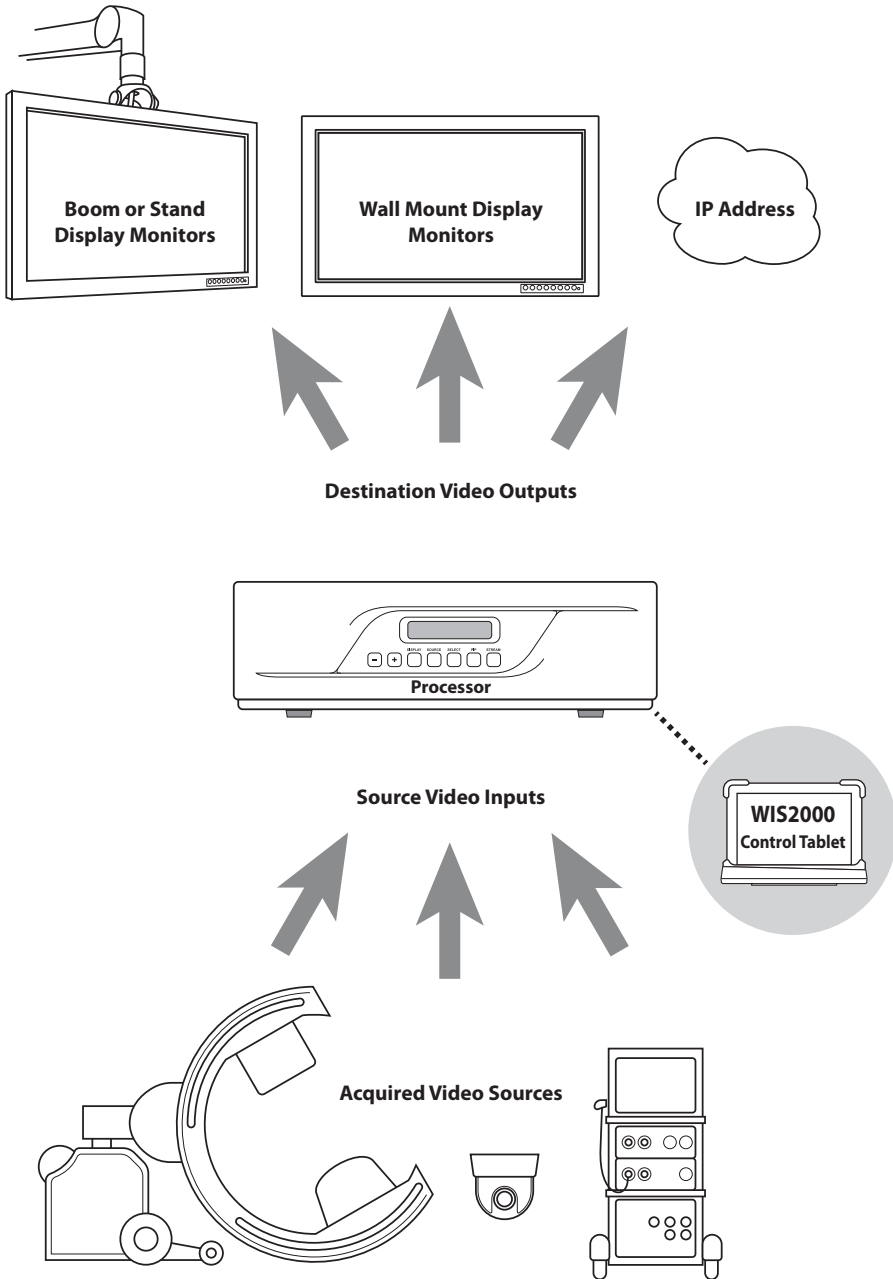 Boom or Stand
Display Monitors
Wall Mount Display
Monitors
IP Address
Destination Video Outputs
- + DISPLAY SOURCE SELECT PIP STREAM
Processor
Source Video Inputs
WIS2000
Control Tablet
Acquired Video Sources